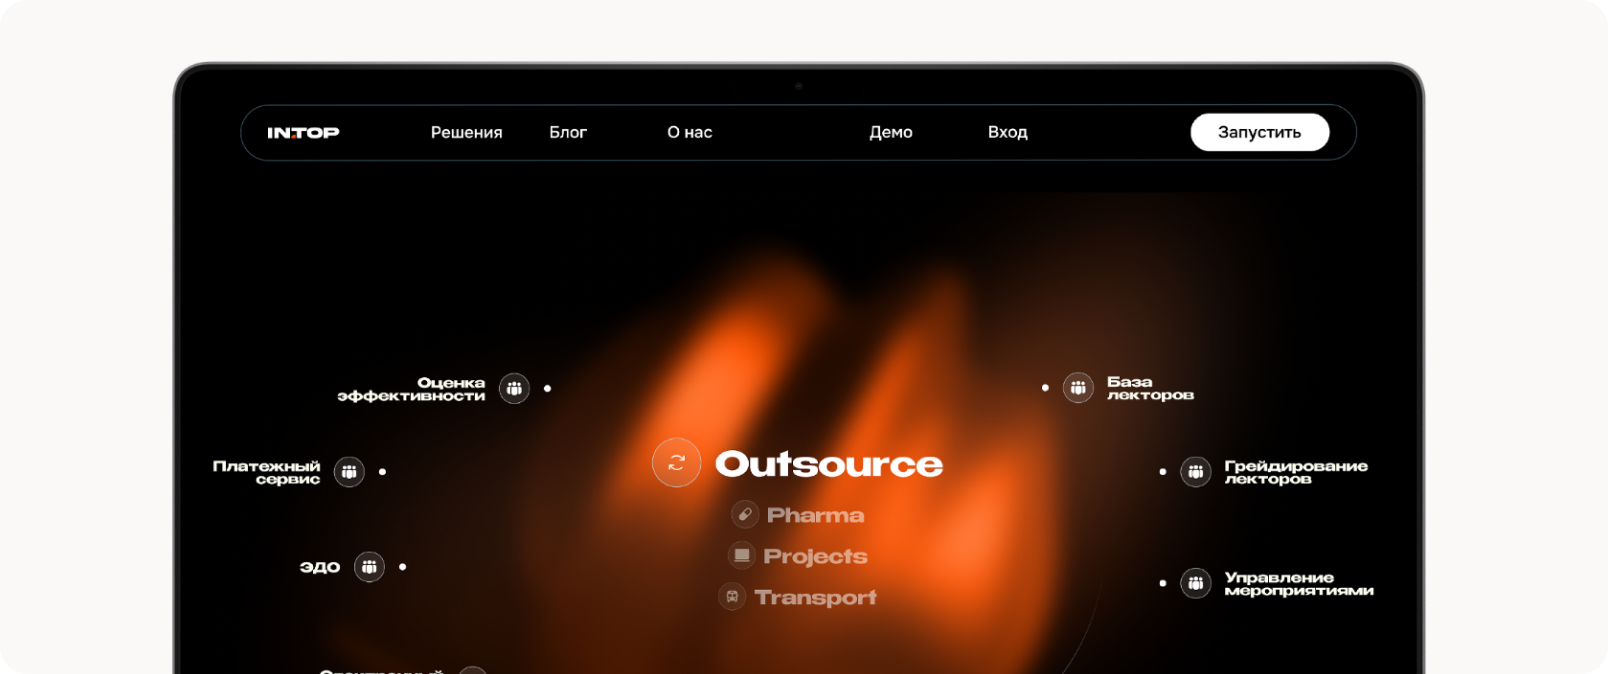 INTOP
Решения
Блог
О нас
Демо
Вход
Запустить
Оценка
эффективности
Платежный
сервис
ЭДО
Outsource
Pharma
Projects
Transport
База
лекторов
Грейдирование
лекторов
Управление
мероприятиями